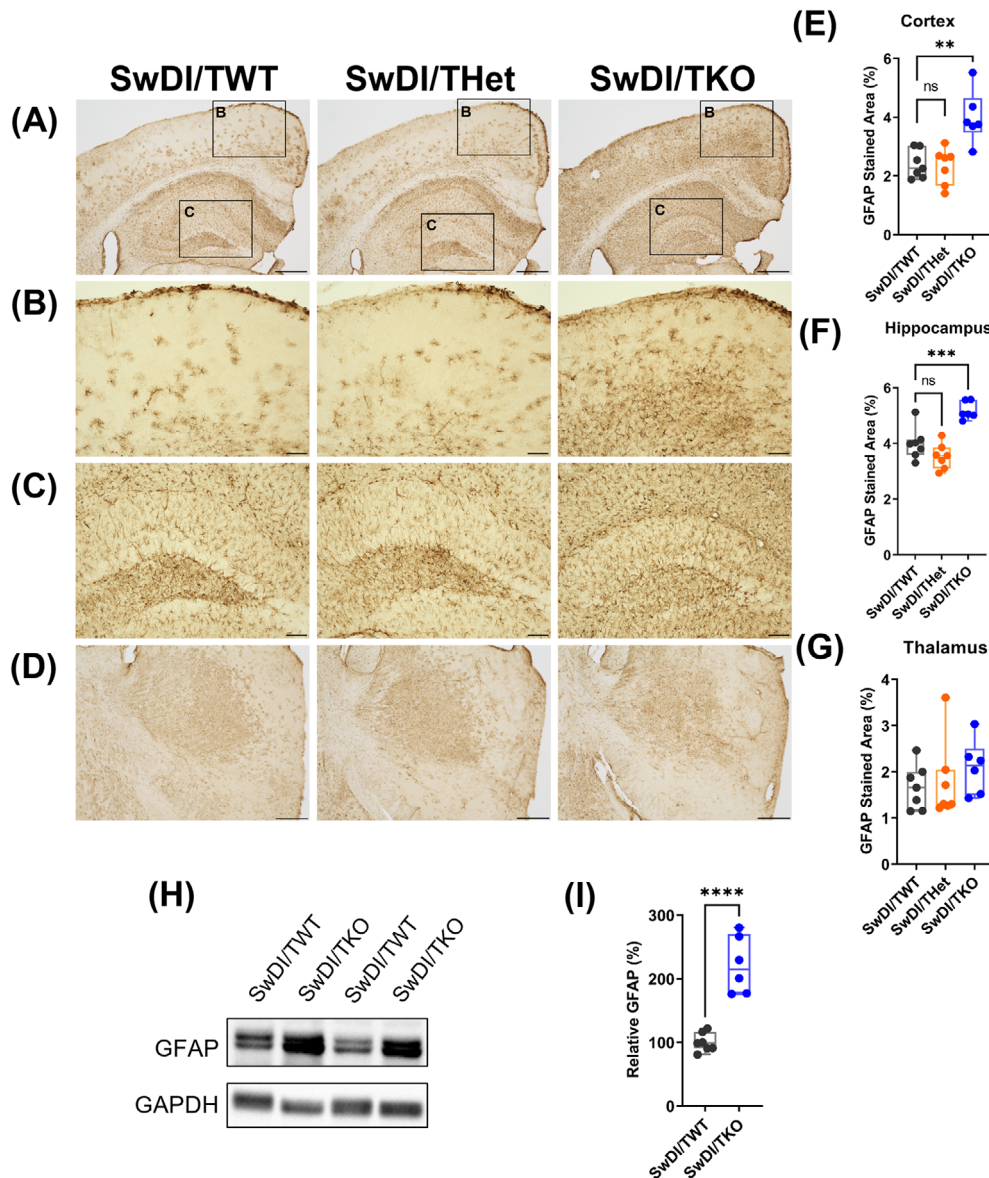 SwDI/TWT SwDI/THet SwDI/TKO
(A)
B
C
B
C
B
C
(B)
(C)
(D)
(E)
Cortex
**
ns
GFAP Stained Area (%)
6
4
2
0
SwDI/TWT
SwDI/THet
SwDI/TKO
(F)
Hippocampus
***
ns
GFAP Stained Area (%)
6
4
2
0
SwDI/TWT
SwDI/THet
SwDI/TKO
(G)
Thalamus
GFAP Stained Area (%)
4
3
2
1
0
SwDI/TWT
SwDI/THet
SwDI/TKO
(H)
SwDI/TWT
SwDI/TKO
SwDI/TWT
SwDI/TKO
GFAP
GAPDH
(I)
****
Relative GFAP (%)
300
200
100
0
SwDI/TWT
SwDI/TKO